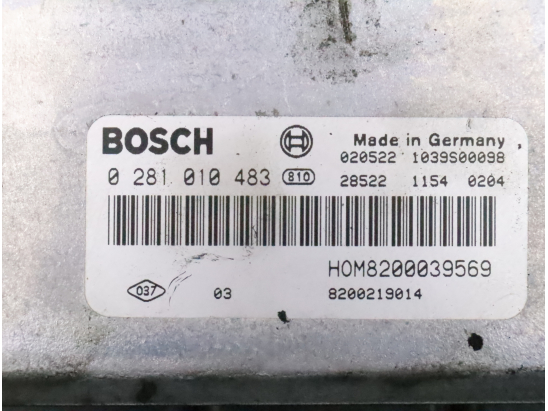 BOSCH
Made in Germany
020522 1039S00098
0 281 010 483 810
28522 1154 0204
HOM8200039569
037 03 8200219014